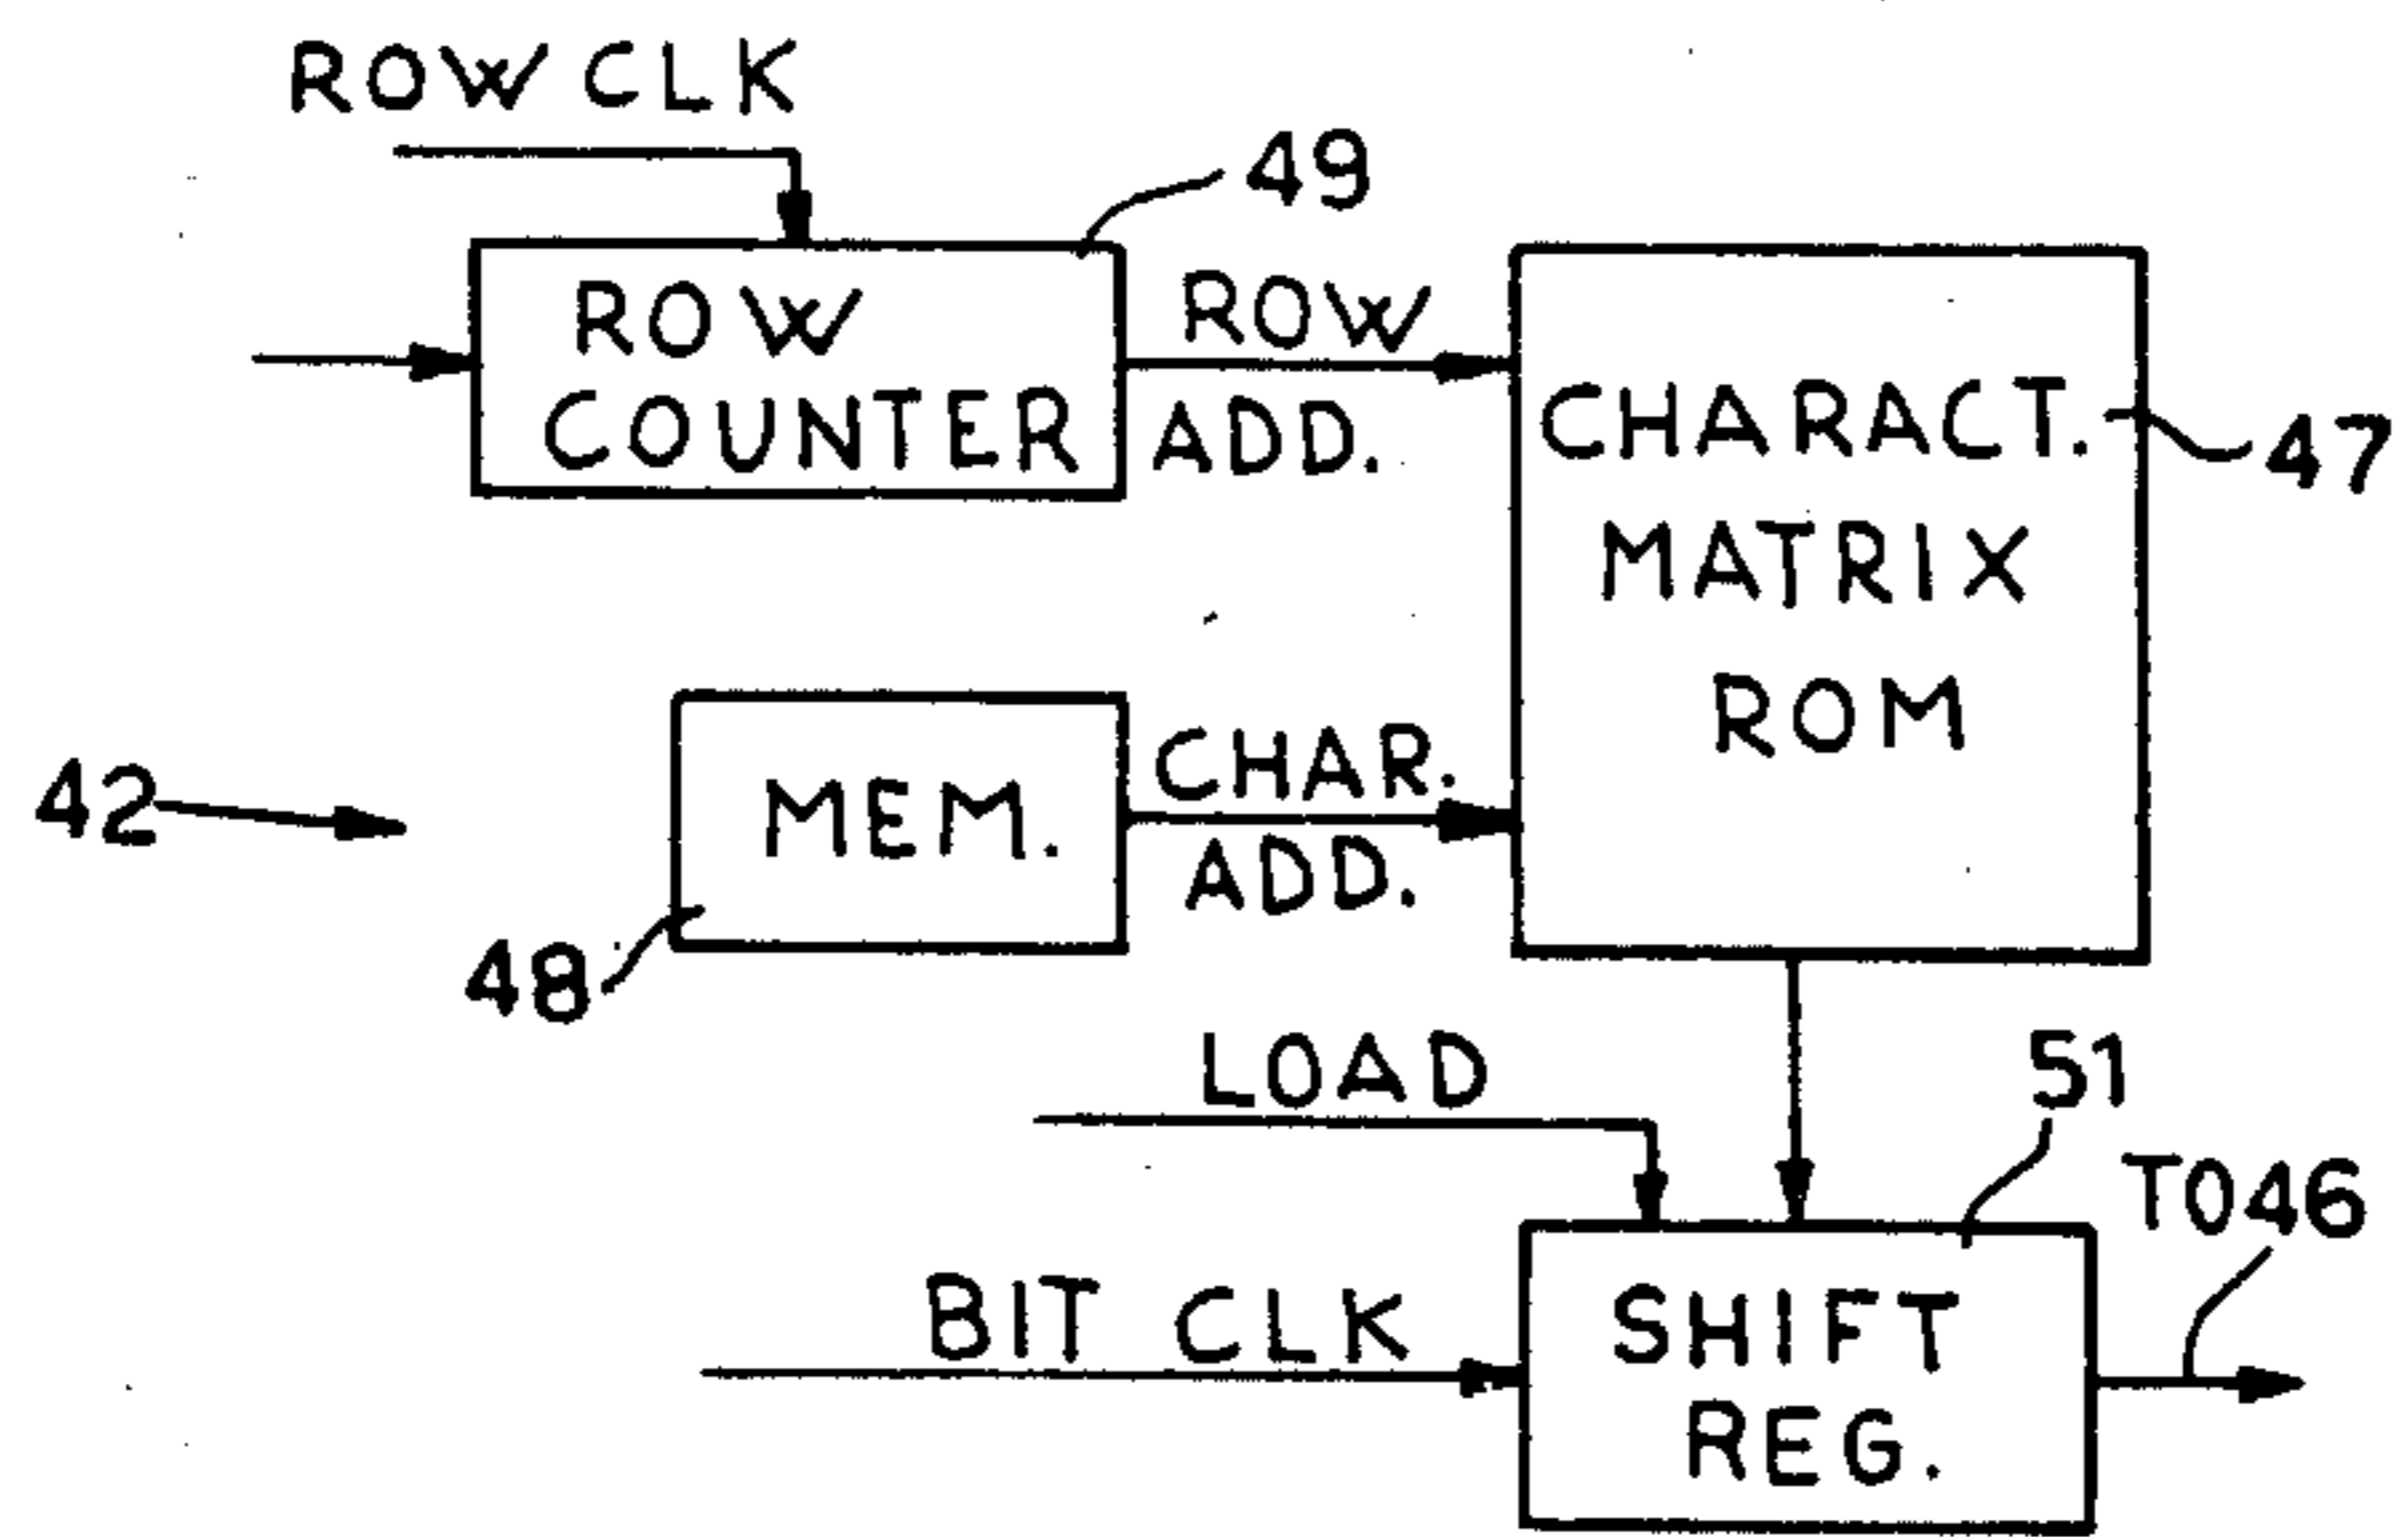 ROW CLK
49
ROW
COUNTER
ROW
ADD.
CHARACT.
MATRIX
ROM
47
42
MEM.
CHAR.
ADD.
48
LOAD
51
TO46
BIT CLK
SHIFT
REG.